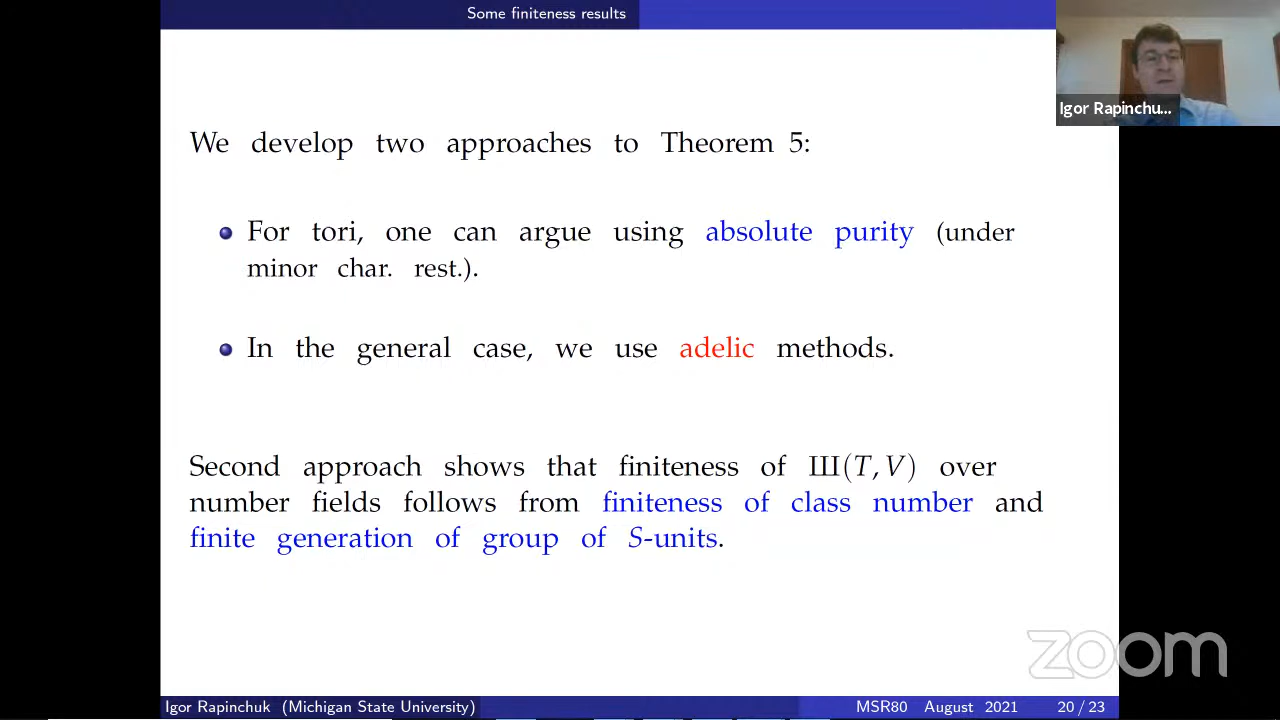 Some finiteness results
Igor Rapinchu...
We develop two approaches to Theorem 5:
For tori, one can argue using absolute purity (under
minor char. rest.).
In the general case, we use adelic methods.
Second approach shows that finiteness of Ш(T, V) over
number fields follows from finiteness of class number and
finite generation of group of S-units.
zoom
Igor Rapinchuk (Michigan State University) MSR80 August 2021 20 / 23